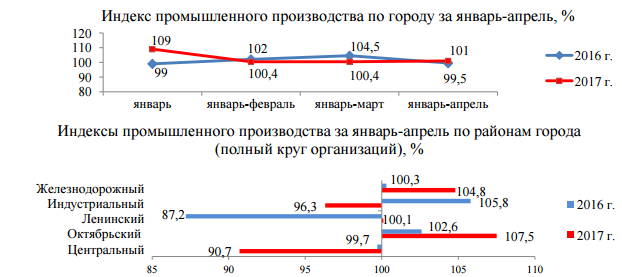 Индекс промышленного производства по городу за январь-апрель, %
120
110
100
90
80
109
99
102
100,4
104,5
100,4
101
99,5
январь
январь-февраль
январь-март
январь-апрель
2016 г.
2017 г.
Индексы промышленного производства за январь-апрель по районам города
(полный круг организаций), %
Железнодорожный
100,3
104,8
Индустриальный
96,3
105,8
Ленинский
87,2
100,1
Октябрьский
102,6
107,5
Центральный
99,7
90,7
2016 г.
2017 г.
85
90
95
100
105
110